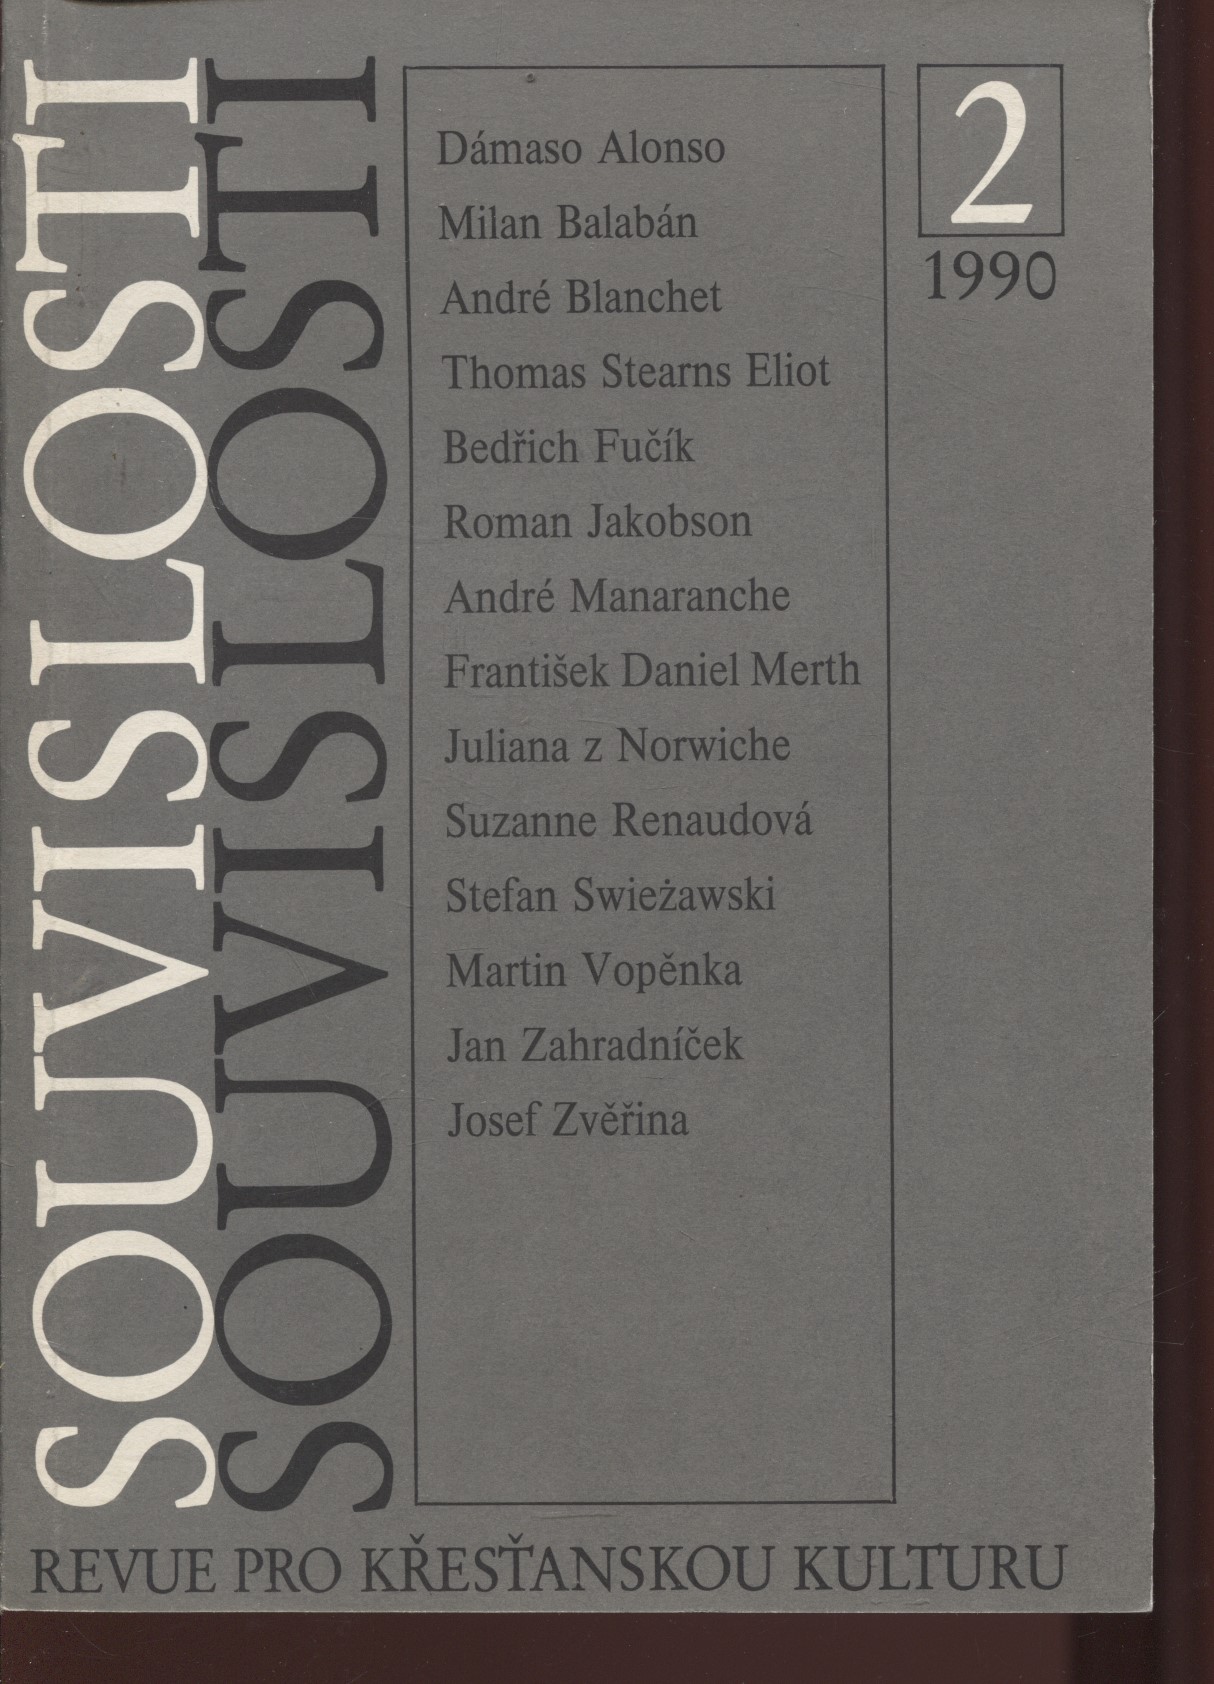 SOUVISLOSTI
SOUVISLOSTI
Dámaso Alonso
Milan Balabán
André Blanchet
Thomas Stearns Eliot
Bedřich Fučík
Roman Jakobson
André Manaranche
František Daniel Merth
Juliana z Norwiche
Suzanne Renaudová
Stefan Swieżawski
Martin Vopěnka
Jan Zahradníček
Josef Zvěřina
2
1990
REVUE PRO KŘESŤANSKOU KULTURU